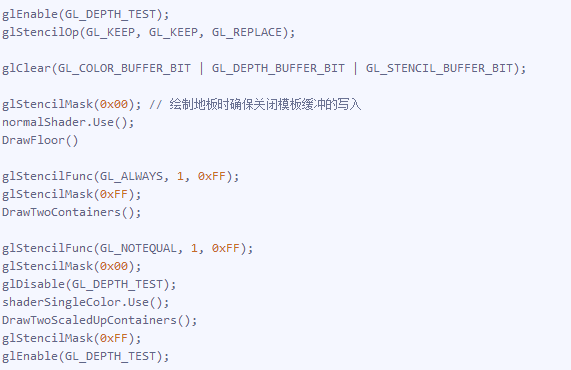 glEnable(GL_DEPTH_TEST);
glStencilOp(GL_KEEP, GL_KEEP, GL_REPLACE);
glClear(GL_COLOR_BUFFER_BIT | GL_DEPTH_BUFFER_BIT | GL_STENCIL_BUFFER_BIT);
glStencilMask(0x00); // 绘制地板时确保关闭模板缓冲的写入
normalShader.Use();
DrawFloor()
glStencilFunc(GL_ALWAYS, 1, 0xFF);
glStencilMask(0xFF);
DrawTwoContainers();
glStencilFunc(GL_NOTEQUAL, 1, 0xFF);
glStencilMask(0x00);
glDisable(GL_DEPTH_TEST);
shaderSingleColor.Use();
DrawTwoScaledUpContainers();
glStencilMask(0xFF);
glEnable(GL_DEPTH_TEST);